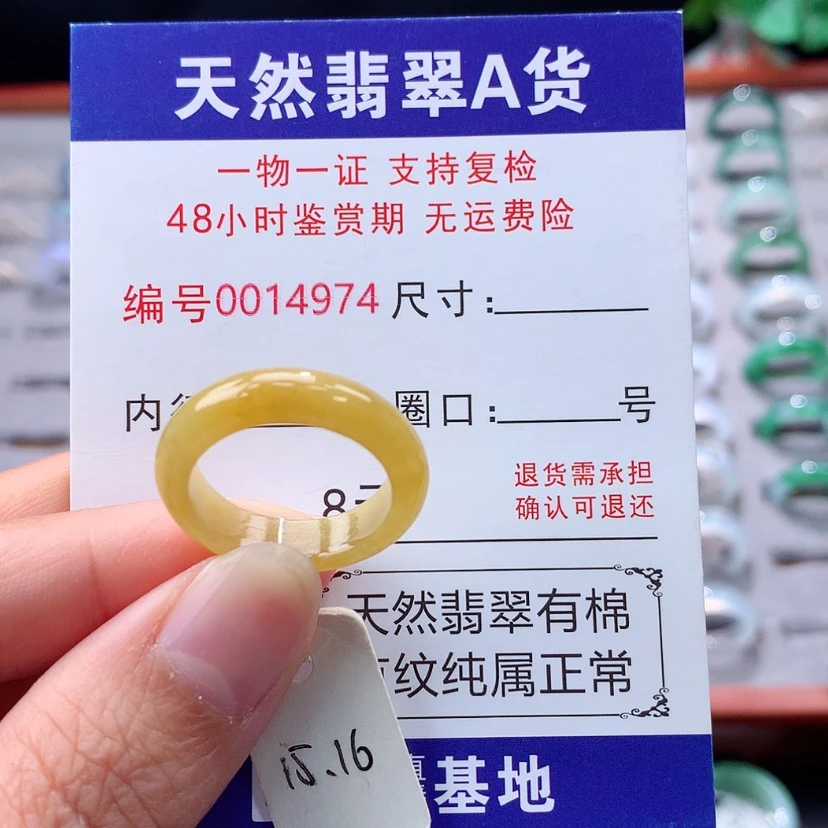 天然翡翠A货
一物一证 支持复检
48小时鉴赏期 无运费险
编号0014974 尺寸:
内 圈口: 号
退货需承担
8
确认可退还
天然翡翠有棉
纹纯属正常
基地
15.16